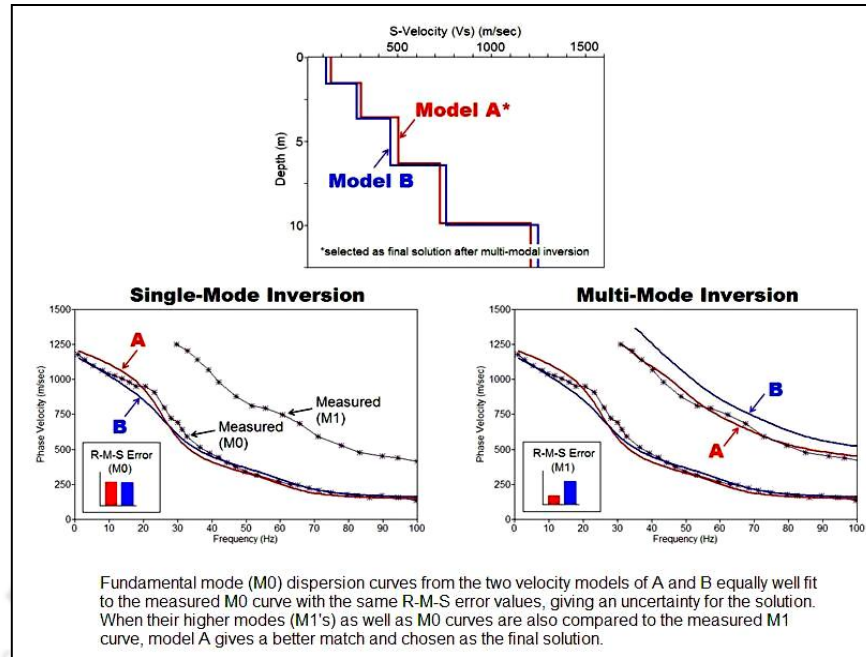 S-Velocity (Vs) (m/sec)
500 1000 1500
0
5
10
Depth (m)
Model A*
Model B
*selected as final solution after multi-modal inversion
Single-Mode Inversion
1500
1250
1000
750
500
250
0
Phase Velocity (m/sec)
A
B
Measured
(M0)
Measured
(M1)
R-M-S Error
(M0)
0 10 20 30 40 50 60 70 80 90 100
Frequency (Hz)
Multi-Mode Inversion
1500
1250
1000
750
500
250
0
Phase Velocity (m/sec)
B
A
R-M-S Error
(M1)
0 10 20 30 40 50 60 70 80 90 100
Frequency (Hz)
Fundamental mode (M0) dispersion curves from the two velocity models of A and B equally well fit
to the measured M0 curve with the same R-M-S error values, giving an uncertainty for the solution.
When their higher modes (M1's) as well as M0 curves are also compared to the measured M1
curve, model A gives a better match and chosen as the final solution.